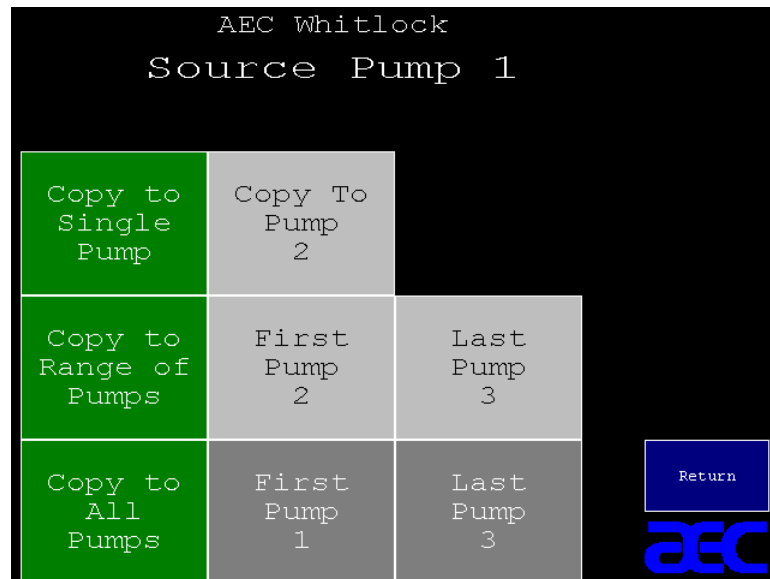 AEC Whitlock
Source Pump 1
Copy to
Single
Pump
Copy To
Pump
2
Copy to
Range of
Pumps
First
Pump
2
Last
Pump
3
Copy to
All
Pumps
First
Pump
1
Last
Pump
3
Return
AEC